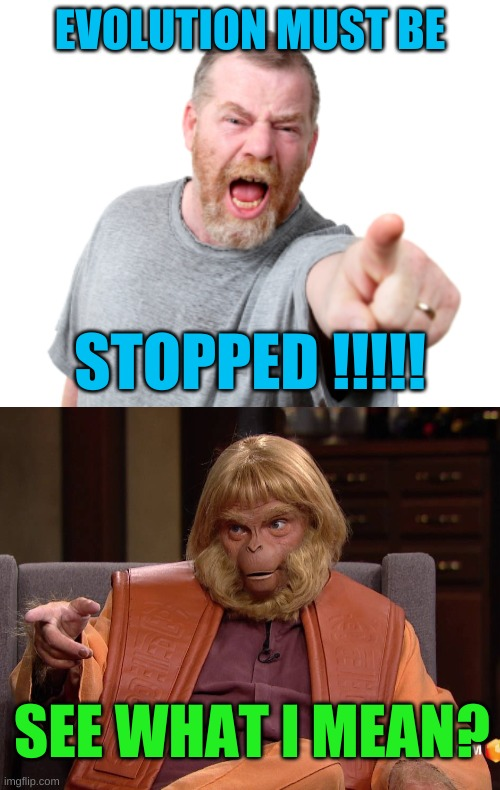 EVOLUTION MUST BE
STOPPED !!!!!
SEE WHAT I MEAN?
M
imgflip.com